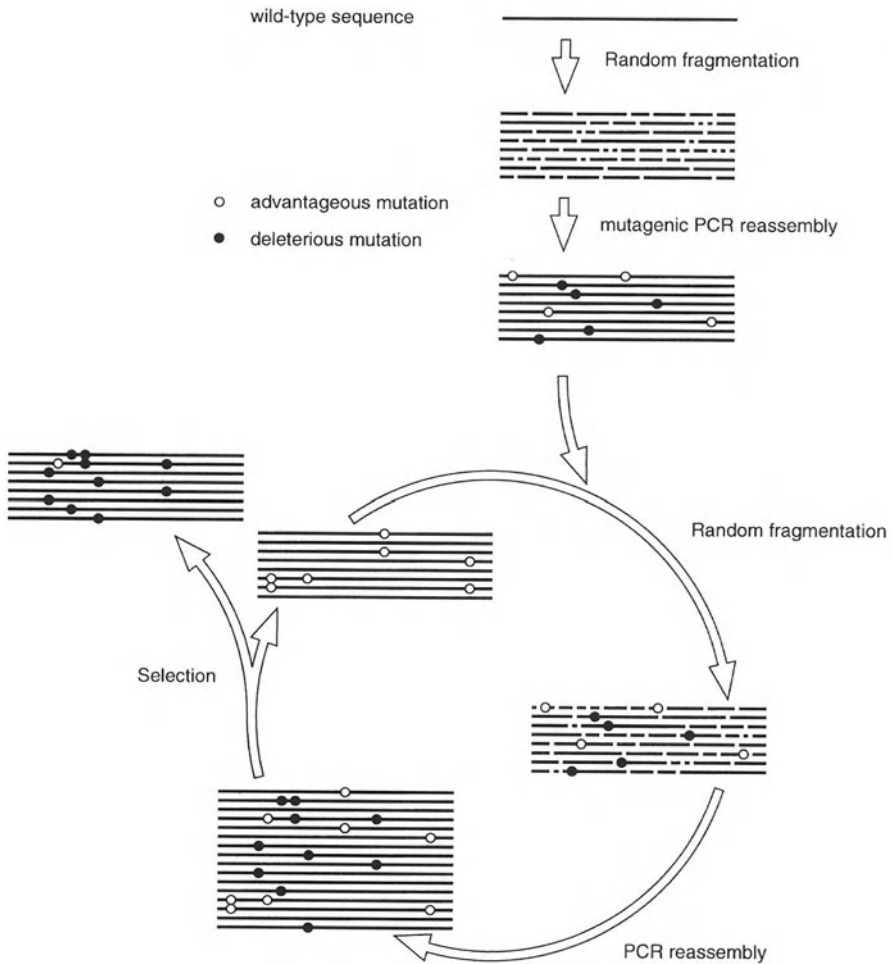 wild-type sequence
Random fragmentation
advantageous mutation
deleterious mutation
mutagenic PCR reassembly
Random fragmentation
Selection
PCR reassembly